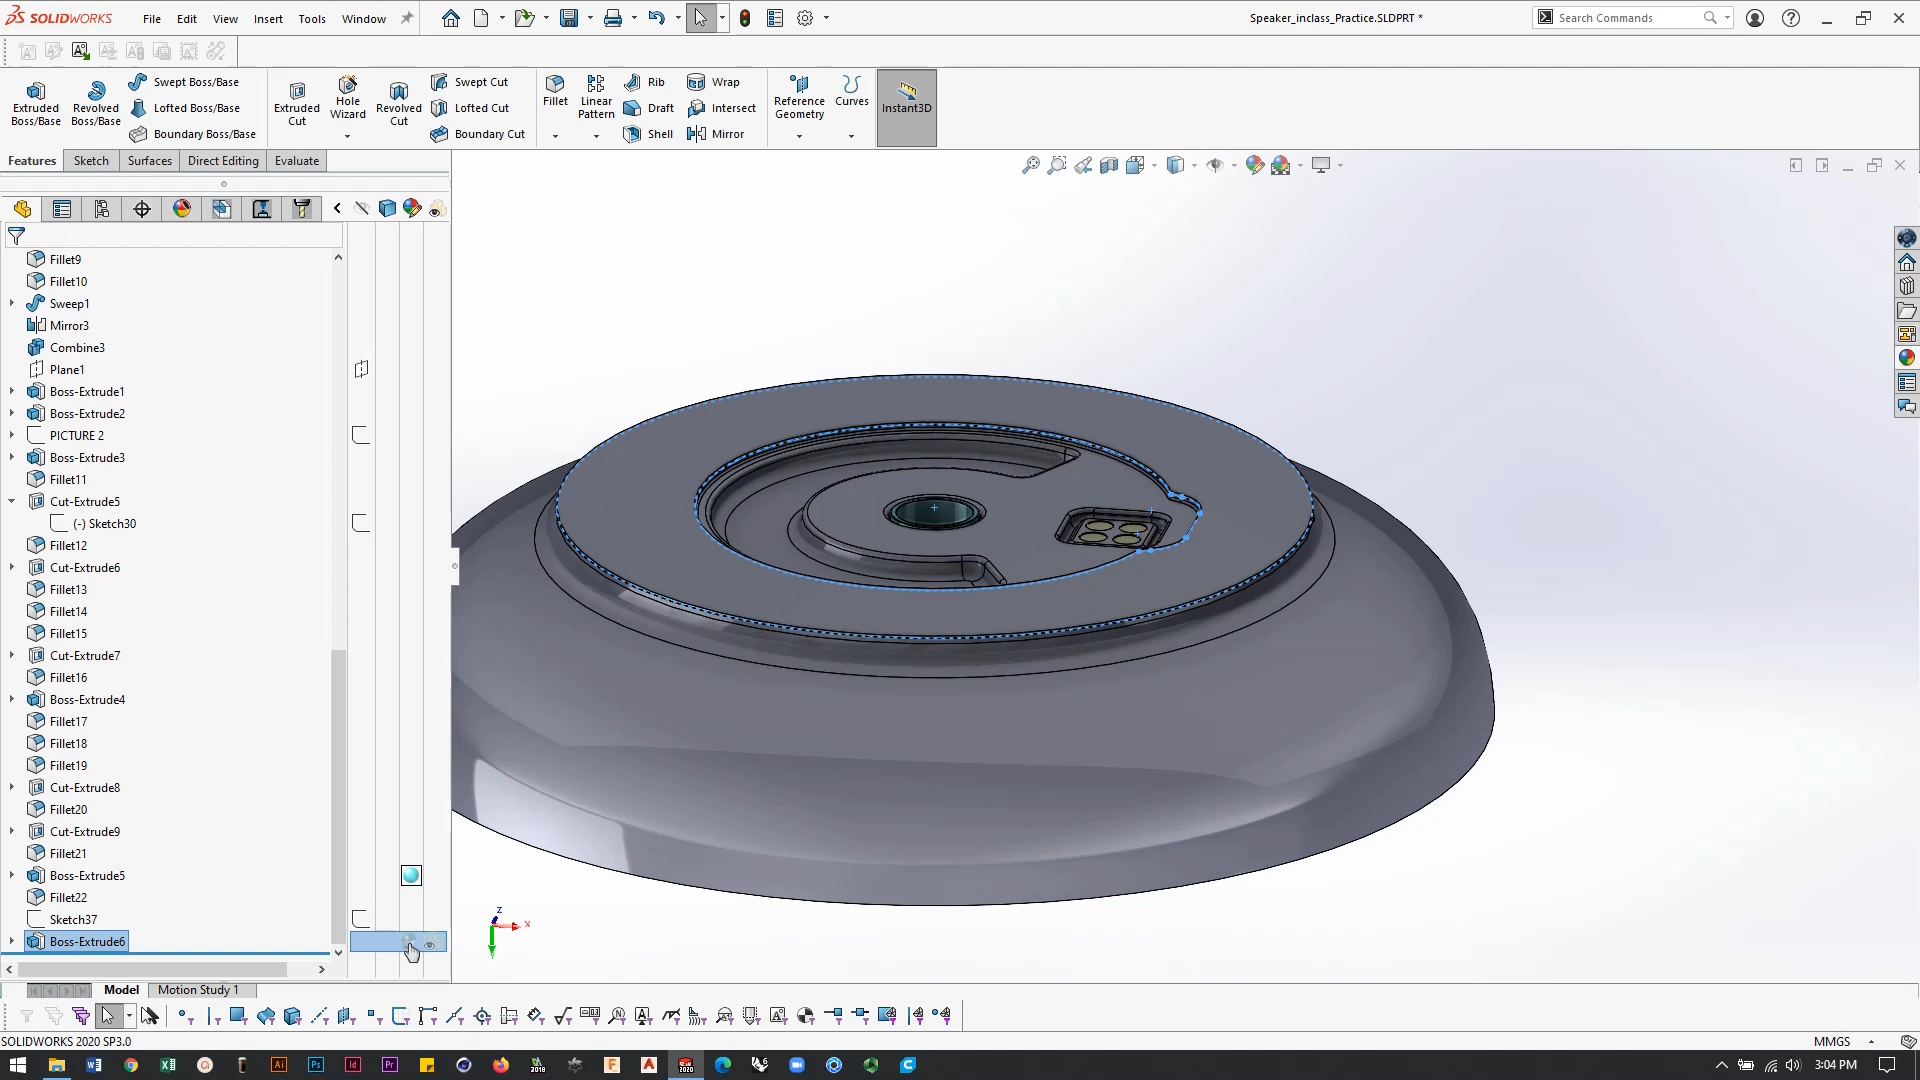 SOLIDWORKS File Edit View Insert Tools Window Speaker_inclass_Practice.SLDPRT * Search Commands
Extruded Boss/Base
Revolved Boss/Base
Swept Boss/Base
Lofted Boss/Base
Boundary Boss/Base
Extruded Cut
Hole Wizard
Revolved Cut
Swept Cut
Lofted Cut
Boundary Cut
Fillet
Linear Pattern
Rib
Draft
Shell
Wrap
Intersect
Mirror
Reference Geometry
Curves
Instant3D
Features Sketch Surfaces Direct Editing Evaluate
Fillet9
Fillet10
Sweep1
Mirror3
Combine3
Plane1
Boss-Extrude1
Boss-Extrude2
PICTURE 2
Boss-Extrude3
Fillet11
Cut-Extrude5
(-) Sketch30
Fillet12
Cut-Extrude6
Fillet13
Fillet14
Fillet15
Cut-Extrude7
Fillet16
Boss-Extrude4
Fillet17
Fillet18
Fillet19
Cut-Extrude8
Fillet20
Cut-Extrude9
Fillet21
Boss-Extrude5
Fillet22
Sketch37
Boss-Extrude6
Z
X
Model Motion Study 1
SOLIDWORKS 2020 SP3.0 MMGS
3:04 PM